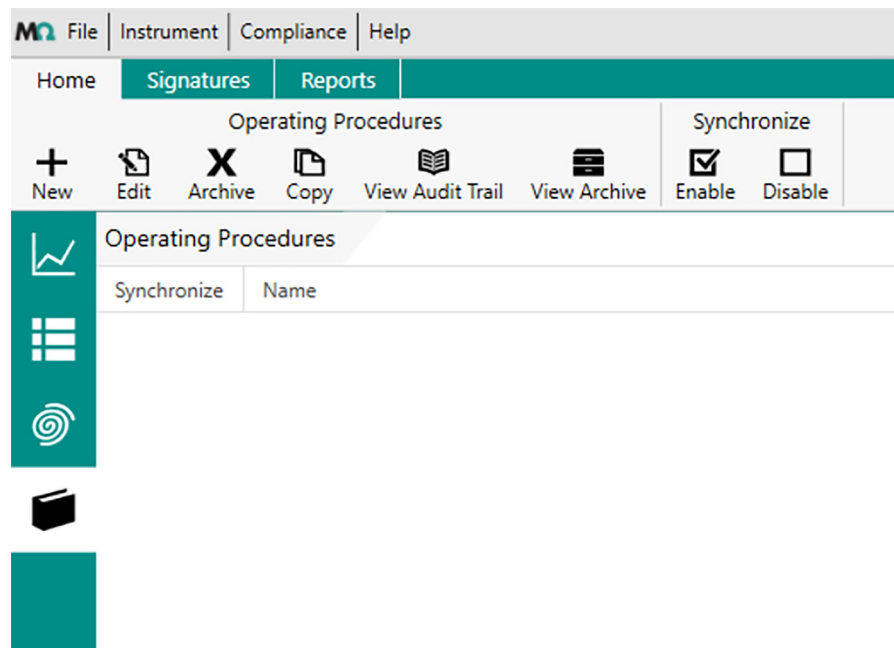 MΩ File Instrument Compliance Help
Home Signatures Reports
Operating Procedures Synchronize
New Edit Archive Copy View Audit Trail View Archive Enable Disable
Operating Procedures
Synchronize Name